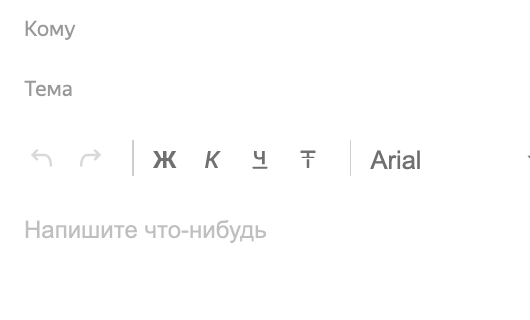 Кому
Тема
Ж К Ч Т Arial
Напишите что-нибудь